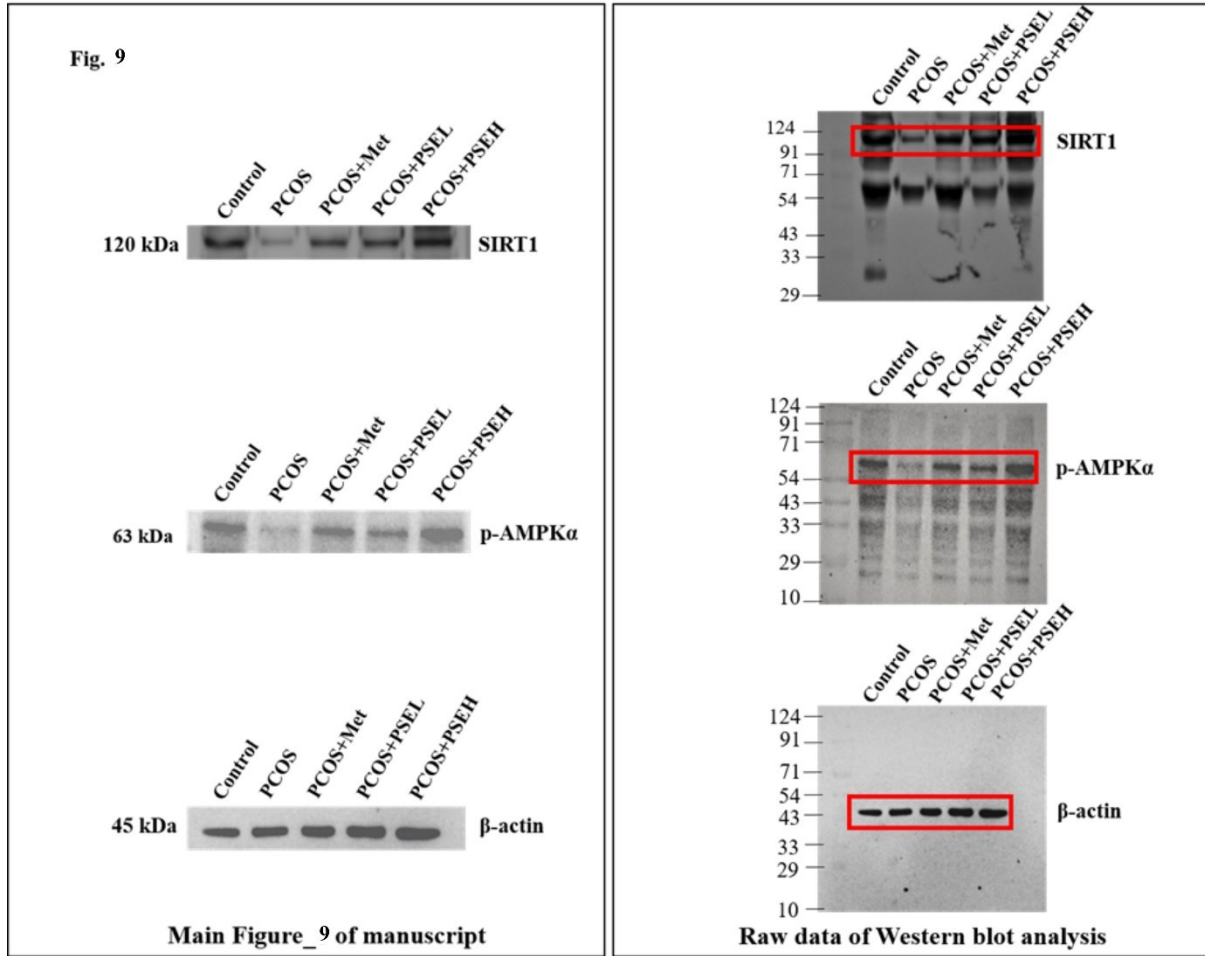 Fig. 9
Control
PCOS
PCOS+Met
PCOS+PSEL
PCOS+PSEH
120 kDa
SIRT1
Control
PCOS
PCOS+Met
PCOS+PSEL
PCOS+PSEH
63 kDa
p-AMPKα
Control
PCOS
PCOS+Met
PCOS+PSEL
PCOS+PSEH
45 kDa
β-actin
Main Figure_9 of manuscript
Control
PCOS
PCOS+Met
PCOS+PSEL
PCOS+PSEH
124
91
71
54
43
33
29
SIRT1
Control
PCOS
PCOS+Met
PCOS+PSEL
PCOS+PSEH
124
91
71
54
43
33
29
10
p-AMPKα
Control
PCOS
PCOS+Met
PCOS+PSEL
PCOS+PSEH
124
91
71
54
43
33
29
10
β-actin
Raw data of Western blot analysis